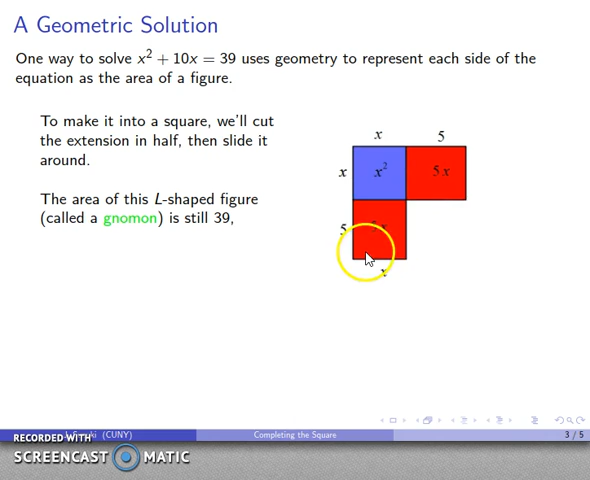 A Geometric Solution
One way to solve x² + 10x = 39 uses geometry to represent each side of the
equation as the area of a figure.
To make it into a square, we'll cut
the extension in half, then slide it
around.
The area of this L-shaped figure
(called a gnomon) is still 39,
x 5
x x² 5x
5
x
(CUNY) Completing the Square 3 / 5
RECORDED WITH
SCREENCAST MATIC